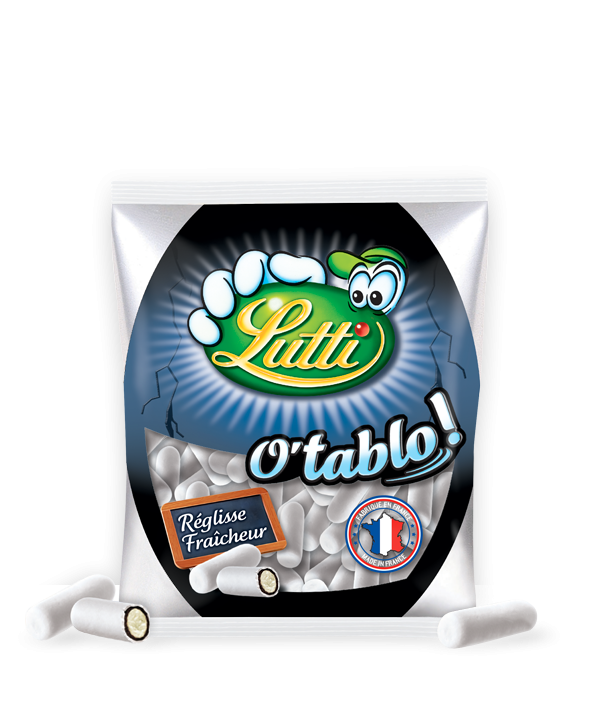 Lutti
O'tablo!
Réglisse
Fraîcheur
FABRIQUÉ EN FRANCE
MADE IN FRANCE